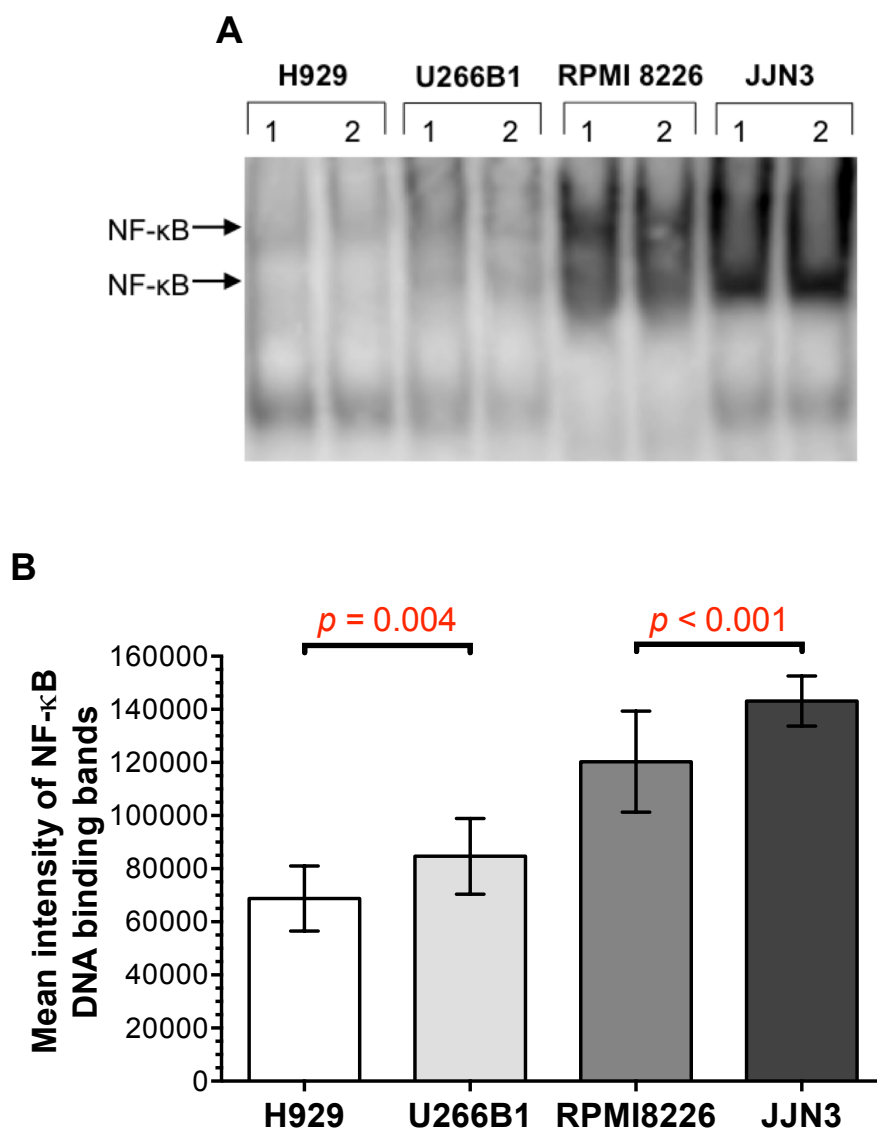 A
H929 U266B1 RPMI 8226 JJN3
1 2 1 2 1 2 1 2
NF-κB
NF-κB
B
p = 0.004 p < 0.001
Mean intensity of NF-κB
DNA binding bands
160000
140000
120000
100000
80000
60000
40000
20000
0
H929 U266B1 RPMI8226 JJN3